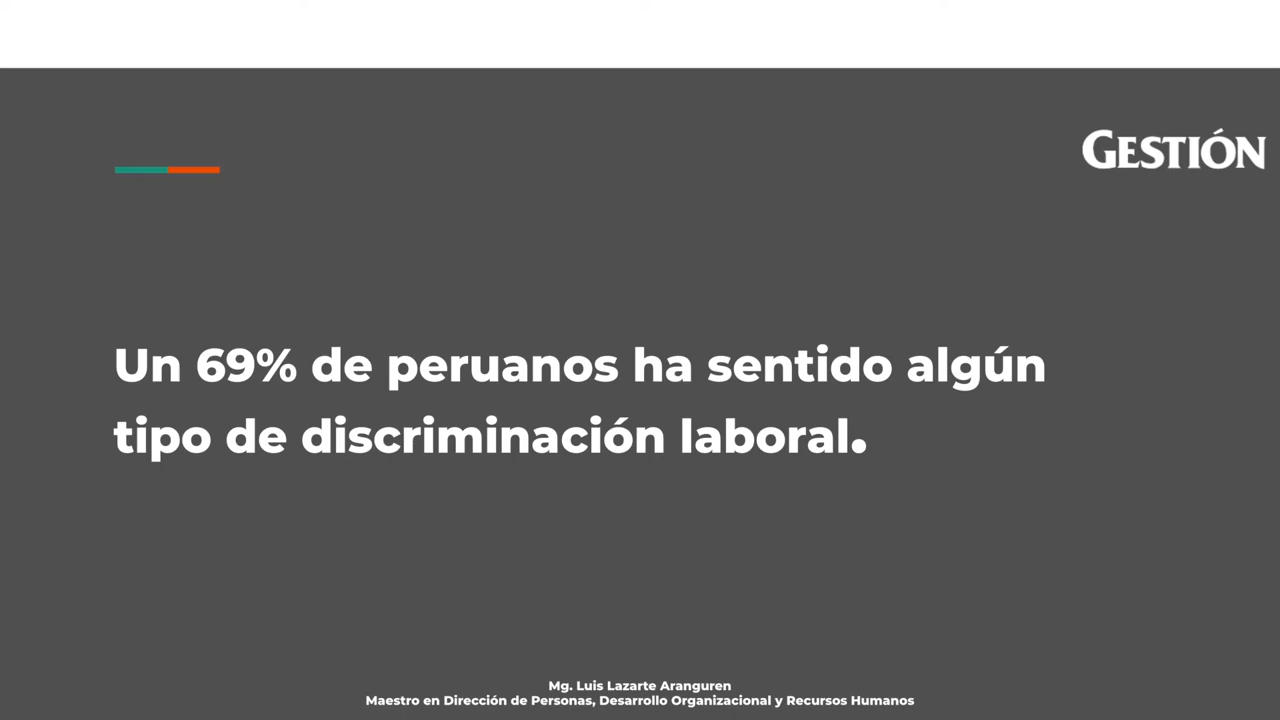 GESTIÓN
Un 69% de peruanos ha sentido algún
tipo de discriminación laboral.
Mg. Luis Lazarte Aranguren
Maestro en Dirección de Personas, Desarrollo Organizacional y Recursos Humanos